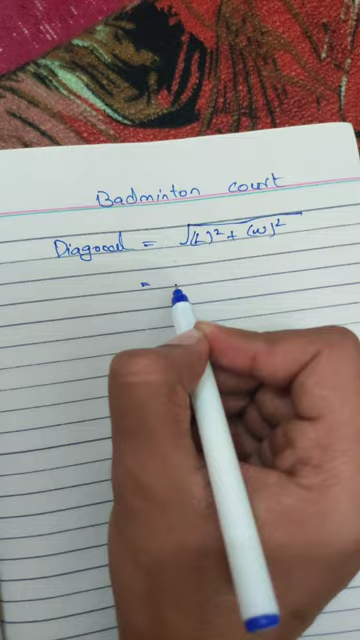 Badminton court
Diagonal = √(L)² + (w)²
=